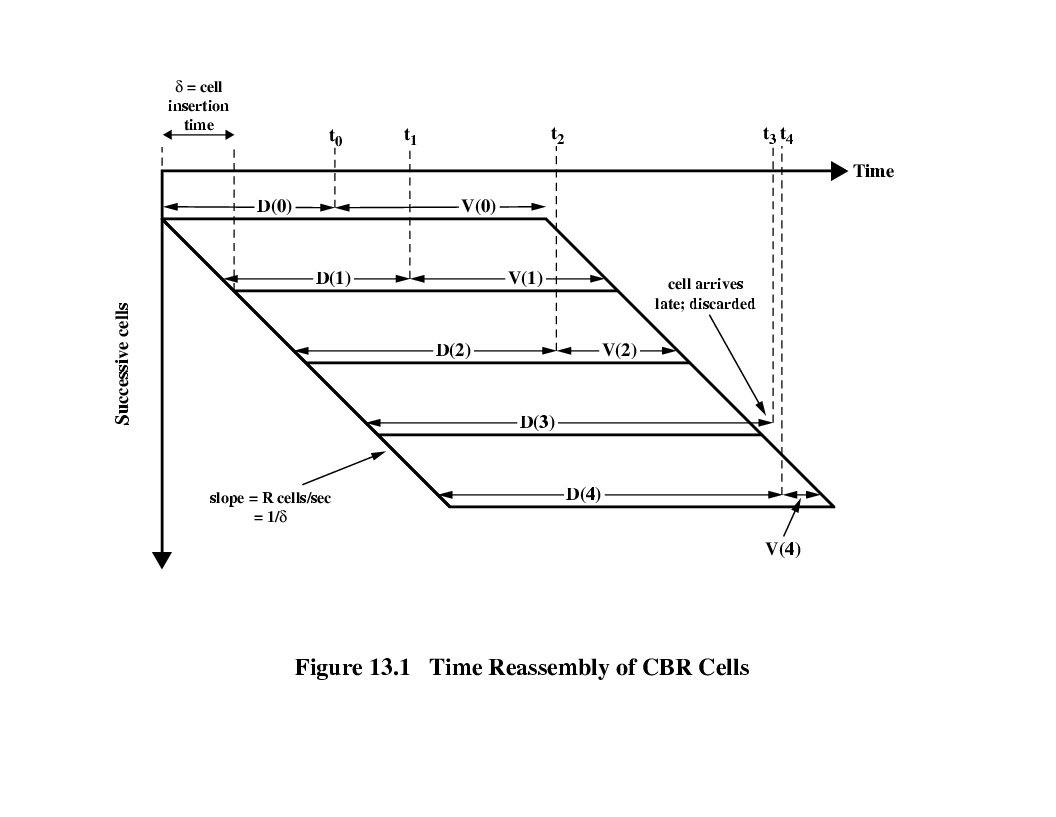 δ = cell
insertion
time
t0 t1 t2 t3 t4
Time
D(0) V(0)
D(1) V(1)
cell arrives
late; discarded
D(2) V(2)
Successive cells
D(3)
D(4)
slope = R cells/sec
= 1/δ
V(4)
Figure 13.1 Time Reassembly of CBR Cells